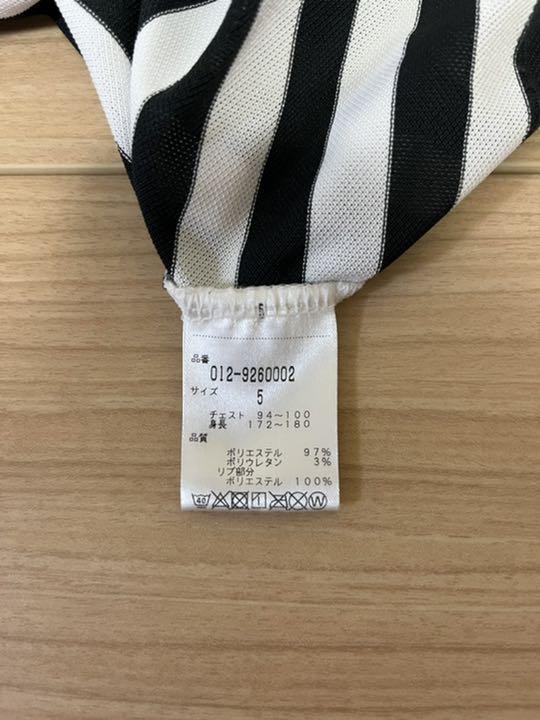 5
品番
012-9260002
サイズ
5
チェスト 94〜100
身長 172〜180
品質
ポリエステル 97%
ポリウレタン 3%
リブ部分
ポリエステル 100%
40
W